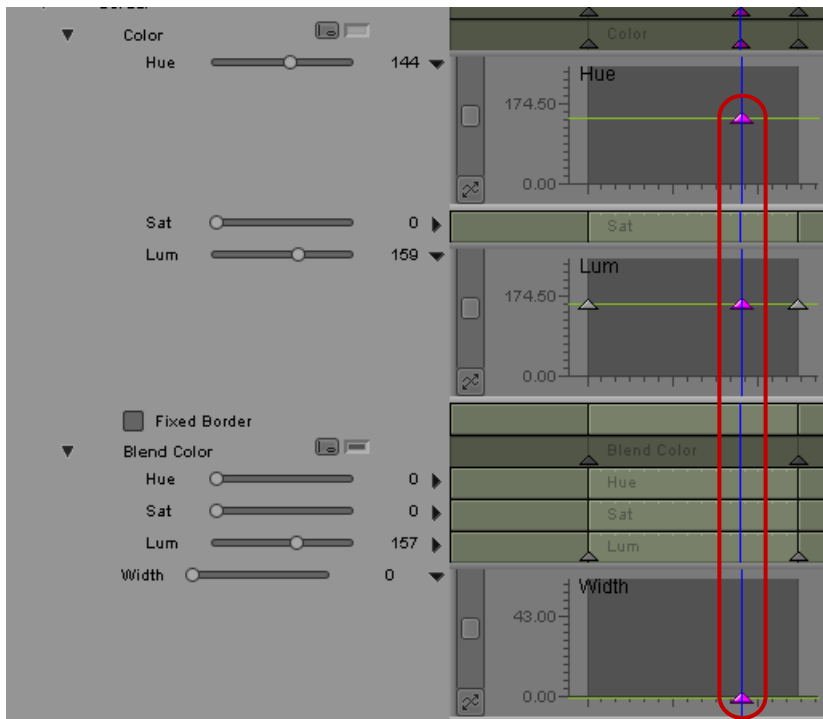 Color
Color
Hue 144
Hue
174.50
0.00
Sat 0
Sat
Lum 159
Lum
174.50
0.00
Fixed Border
Blend Color
Blend Color
Hue 0
Hue
Sat 0
Sat
Lum 157
Lum
Width 0
Width
43.00
0.00